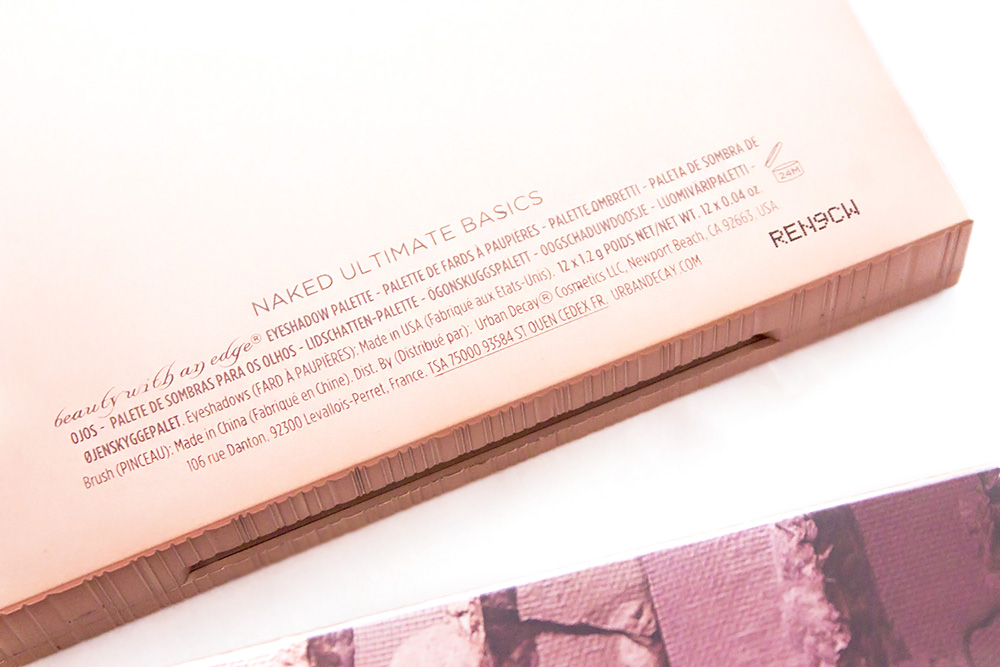 NAKED ULTIMATE BASICS
beauty with an edge® EYESHADOW PALETTE - PALETTE DE FARDS À PAUPIÈRES - PALETTE OMBRETTI - PALETA DE SOMBRA DE
OJOS - PALETE DE SOMBRAS PARA OS OLHOS - LIDSCHATTEN-PALETTE - ÖGONSKUGGSPALETT - OOGSCHADUWDOOSJE - LUOMIVÄRIPALETTI -
ØJENSKYGGEPALET. Eyeshadows (FARD À PAUPIÈRES): Made in USA (Fabriqué aux Etats-Unis). 12 x 1.2 g POIDS NET/NET WT. 12 x 0.04 oz.
Brush (PINCEAU): Made in China (Fabriqué en Chine). Dist. By (Distribué par): Urban Decay® Cosmetics LLC, Newport Beach, CA 92663, USA.
106 rue Danton, 92300 Levallois-Perret, France. TSA 75000 93584 ST OUEN CEDEX FR. URBANDECAY.COM
24M
REN9CW